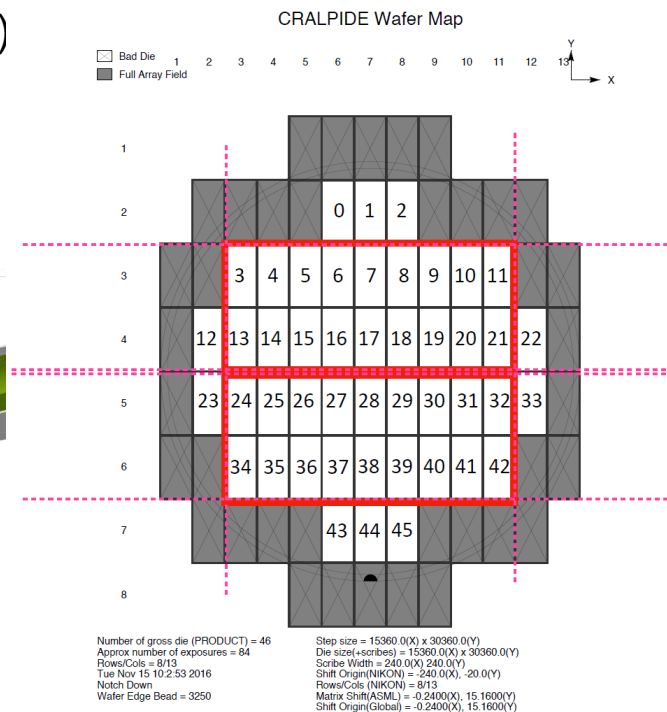 )
CRALPIDE Wafer Map
Bad Die
Full Array Field
1 2 3 4 5 6 7 8 9 10 11 12 13
Y
X
1
2
0 1 2
3
3 4 5 6 7 8 9 10 11
4
12 13 14 15 16 17 18 19 20 21 22
5
23 24 25 26 27 28 29 30 31 32 33
6
34 35 36 37 38 39 40 41 42
7
43 44 45
8
Number of gross die (PRODUCT) = 46
Approx number of exposures = 84
Rows/Cols = 8/13
Tue Nov 15 10:2:53 2016
Notch Down
Wafer Edge Bead = 3250
Step size = 15360.0(X) x 30360.0(Y)
Die size(+scribes) = 15360.0(X) x 30360.0(Y)
Scribe Width = 240.0(X) 240.0(Y)
Shift Origin(NIKON) = -240.0(X), -20.0(Y)
Rows/Cols (NIKON) = 8/13
Matrix Shift(ASML) = -0.2400(X), 15.1600(Y)
Shift Origin(Global) = -0.2400(X), 15.1600(Y)